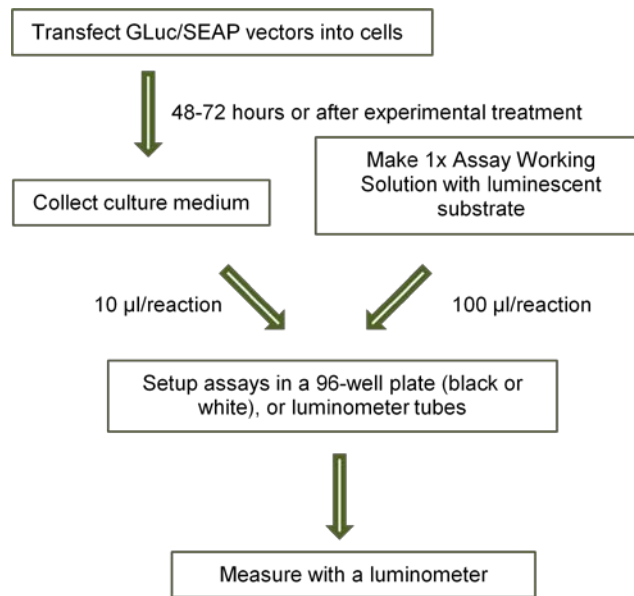 Transfect GLuc/SEAP vectors into cells
48-72 hours or after experimental treatment
Make 1x Assay Working
Solution with luminescent
substrate
Collect culture medium
10 µl/reaction
100 µl/reaction
Setup assays in a 96-well plate (black or
white), or luminometer tubes
Measure with a luminometer